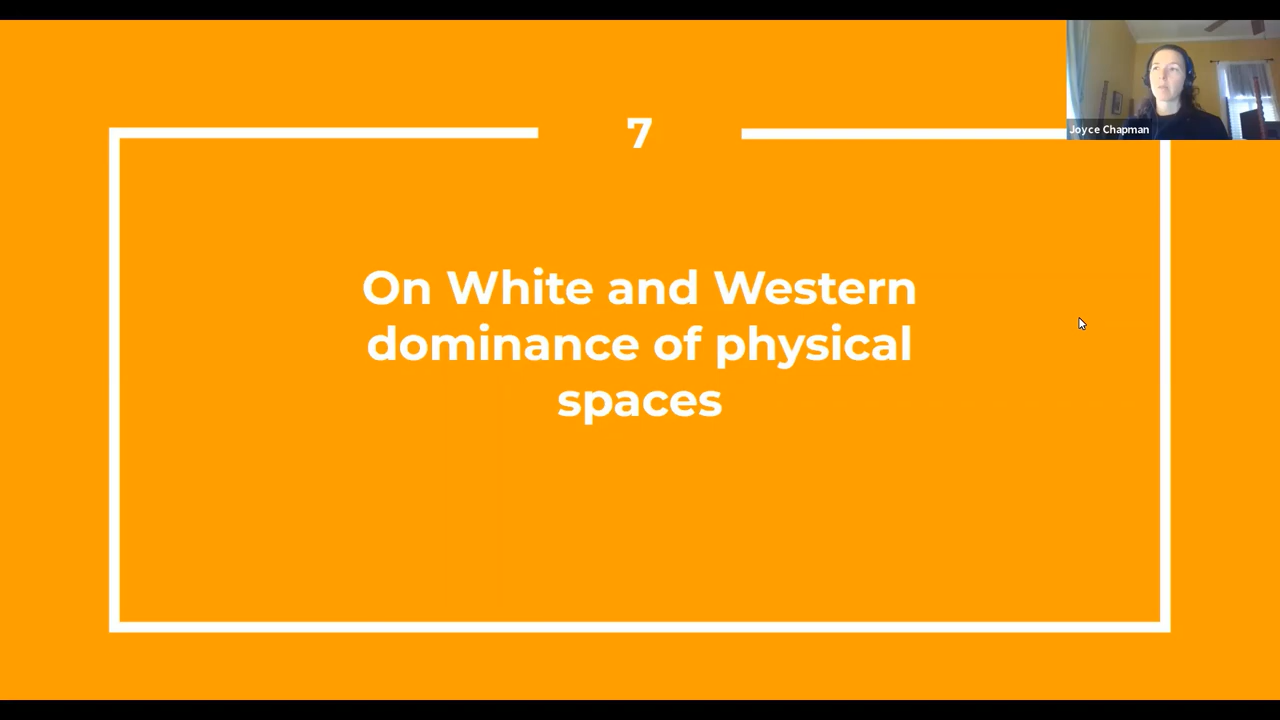 7
Joyce Chapman
On White and Western
dominance of physical
spaces